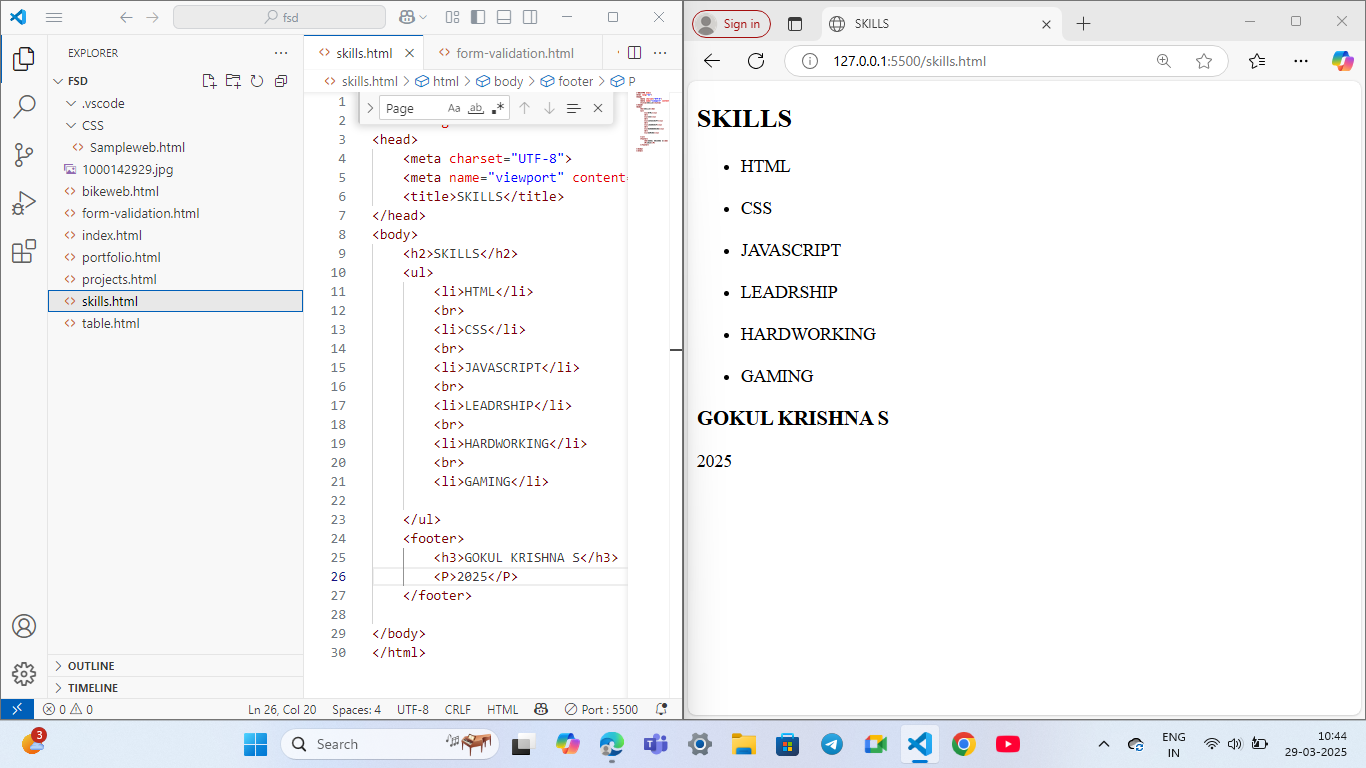 fsd
EXPLORER
FSD
.vscode
CSS
Sampleweb.html
1000142929.jpg
bikeweb.html
form-validation.html
index.html
portfolio.html
projects.html
skills.html
table.html
OUTLINE
TIMELINE
skills.html
form-validation.html
skills.html > html > body > footer > P
Page
Aa
ab
1
2
3 <head>
4 <meta charset="UTF-8">
5 <meta name="viewport" content=
6 <title>SKILLS</title>
7 </head>
8 <body>
9 <h2>SKILLS</h2>
10 <ul>
11 <li>HTML</li>
12 <br>
13 <li>CSS</li>
14 <br>
15 <li>JAVASCRIPT</li>
16 <br>
17 <li>LEADRSHIP</li>
18 <br>
19 <li>HARDWORKING</li>
20 <br>
21 <li>GAMING</li>
22
23 </ul>
24 <footer>
25 <h3>GOKUL KRISHNA S</h3>
26 <P>2025</P>
27 </footer>
28
29 </body>
30 </html>
0 0 Ln 26, Col 20 Spaces: 4 UTF-8 CRLF HTML Port : 5500
Sign in
SKILLS
127.0.0.1:5500/skills.html
SKILLS
• HTML
• CSS
• JAVASCRIPT
• LEADRSHIP
• HARDWORKING
• GAMING
GOKUL KRISHNA S
2025
3
Search
ENG
IN
10:44
29-03-2025